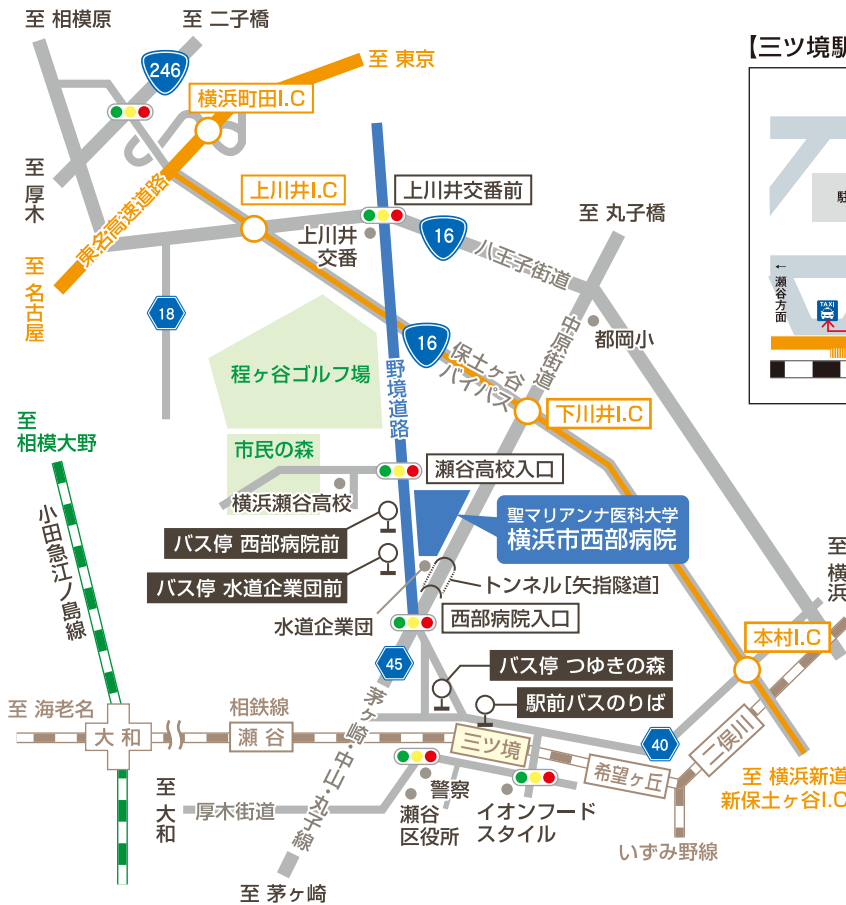 至 相模原
至 二子橋
246
至 東京
横浜町田I.C
【三ツ境駅
至 厚木
東名高速道路
至 名古屋
上川井I.C
上川井交番前
上川井
交番
16
八王子街道
至 丸子橋
中原街道
都岡小
18
16
保土ヶ谷
バイパス
野境道路
程ヶ谷ゴルフ場
下川井I.C
駐
← 瀬谷方面
TAXI
至
相模大野
市民の森
瀬谷高校入口
横浜瀬谷高校
聖マリアンナ医科大学
横浜市西部病院
バス停 西部病院前
バス停 水道企業団前
小田急江ノ島線
トンネル[矢指隧道]
水道企業団
西部病院入口
至 横浜
本村I.C
45
バス停 つゆきの森
駅前バスのりば
至 海老名
相鉄線
大和
瀬谷
三ツ境
希望ヶ丘
二俣川
40
茅ヶ崎・中山・丸子線
至 大和
厚木街道
警察
瀬谷
区役所
イオンフード
スタイル
至 横浜新道
新保土ヶ谷I.C
いずみ野線
至 茅ヶ崎